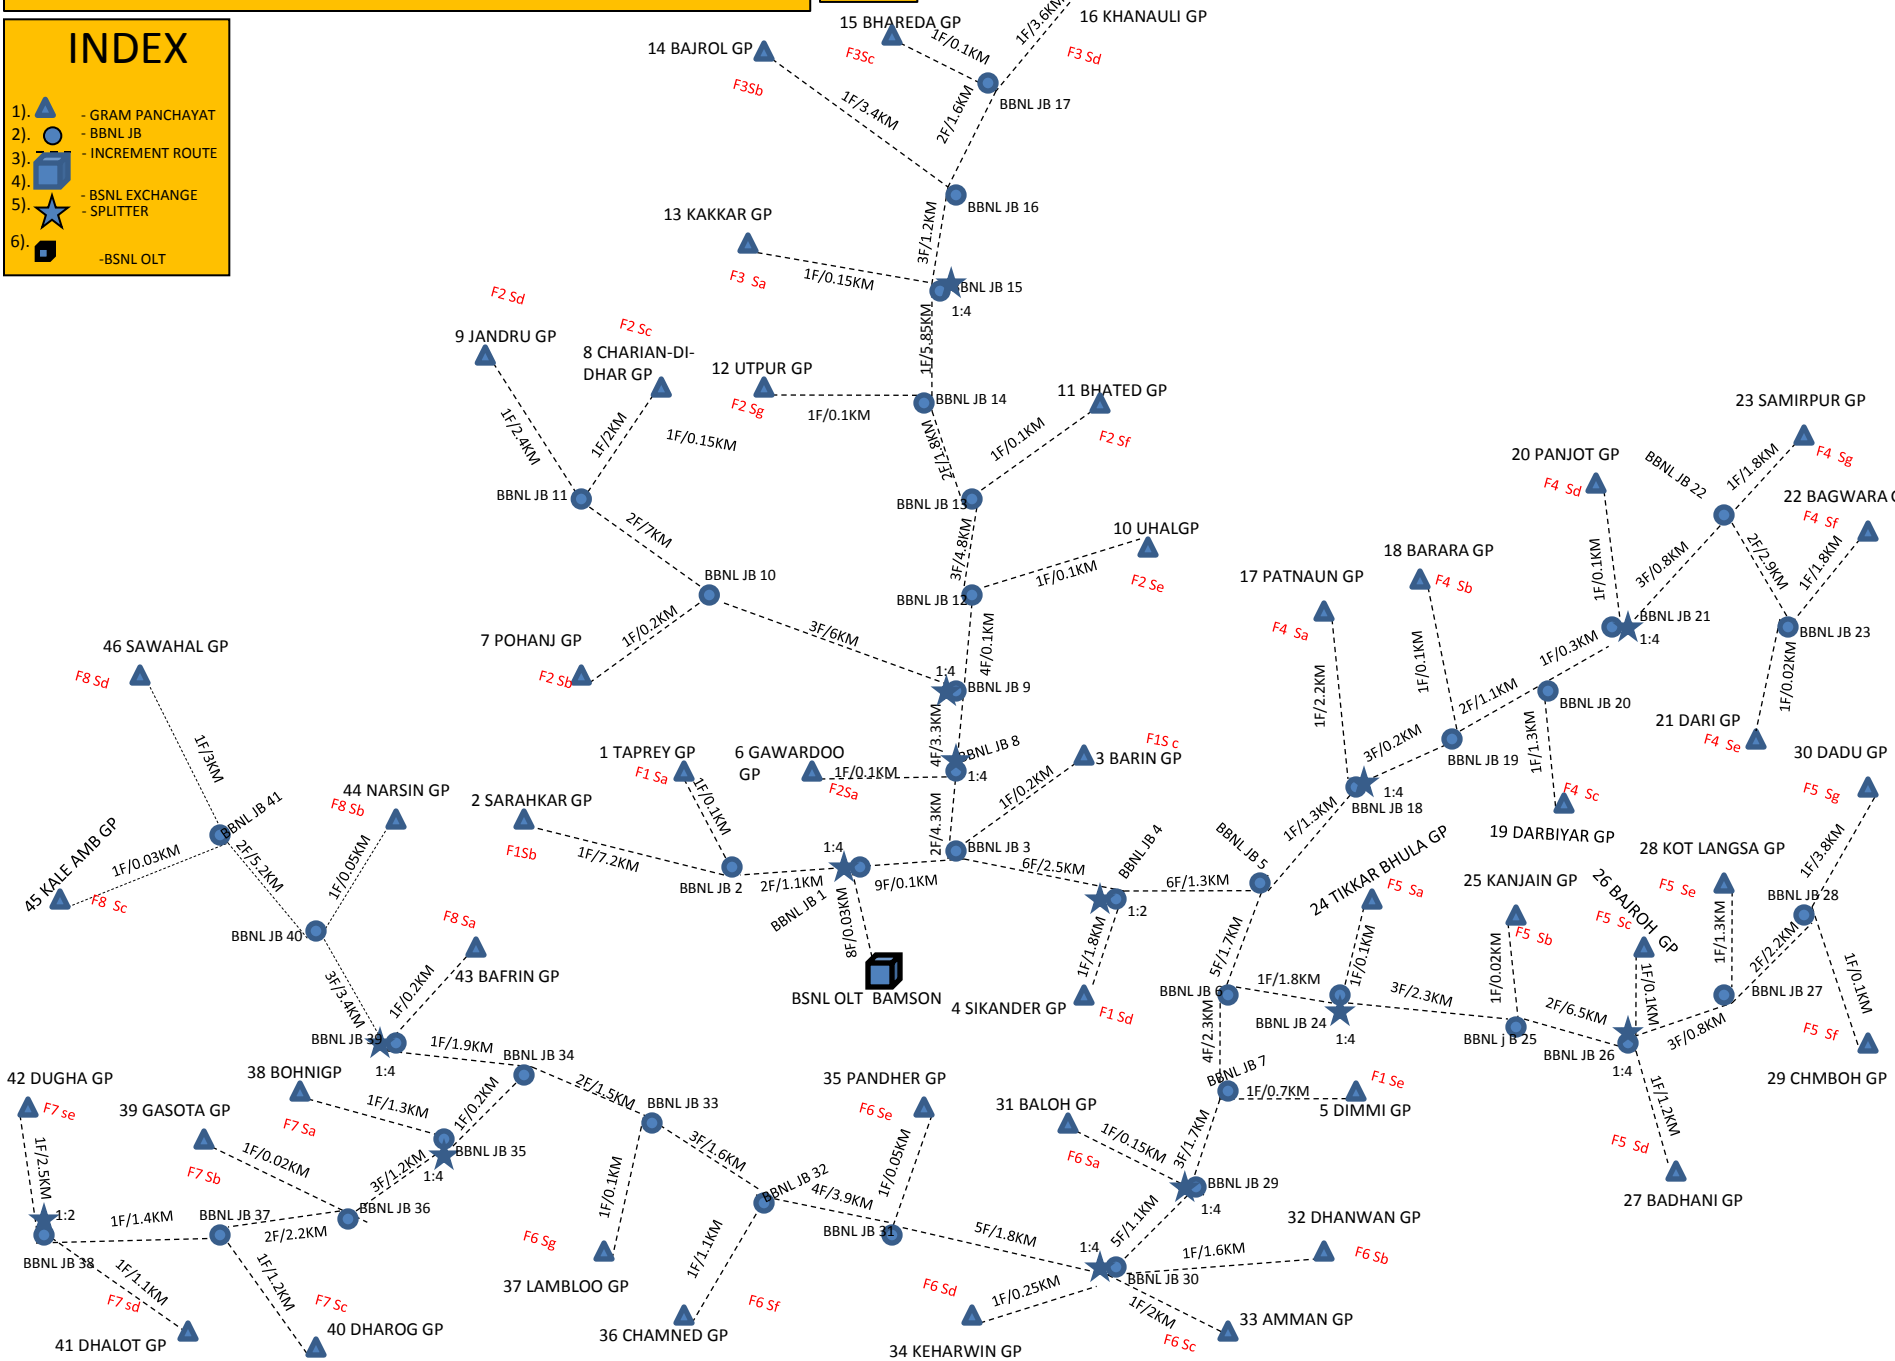 INDEX
1). - GRAM PANCHAYAT
2). - BBNL JB
3). - INCREMENT ROUTE
4). - BSNL EXCHANGE
5). - SPLITTER
6). -BSNL OLT
15 BHAREDA GP
F3Sc
1F/0.1KM
1F/3.6KM
16 KHANAULI GP
F3 Sd
14 BAJROL GP
F3Sb
1F/3.4KM
2F/1.6KM
BBNL JB 17
BBNL JB 16
13 KAKKAR GP
F3 Sa
1F/0.15KM
3F/1.2KM
BNL JB 15
1:4
1F/5.85KM
F2 Sd
F2 Sc
9 JANDRU GP
8 CHARIAN-DI-
DHAR GP
12 UTPUR GP
F2 Sg
1F/0.1KM
BBNL JB 14
11 BHATED GP
F2 Sf
1F/0.1KM
1F/2.4KM
1F/2KM
1F/0.15KM
2F/1.8KM
BBNL JB 11
BBNL JB 13
2F/7KM
3F/4.8KM
10 UHALGP
F2 Se
1F/0.1KM
BBNL JB 10
BBNL JB 12
7 POHANJ GP
F2 Sb
1F/0.2KM
3F/6KM
4F/0.1KM
1:4
BBNL JB 9
4F/3.3KM
BBNL JB 8
1:4
6 GAWARDOO
GP
F2Sa
1F/0.1KM
1 TAPREY GP
F1 Sa
1F/0.1KM
2 SARAHKAR GP
F1Sb
1F/7.2KM
BBNL JB 2
2F/1.1KM
1:4
BBNL JB 1
9F/0.1KM
8F/0.03KM
BSNL OLT BAMSON
2F/4.3KM
BBNL JB 3
1F/0.2KM
F1S c
3 BARIN GP
6F/2.5KM
BBNL JB 4
1:2
1F/1.8KM
4 SIKANDER GP
F1 Sd
6F/1.3KM
BBNL JB 5
1F/1.3KM
BBNL JB 18
1:4
17 PATNAUN GP
F4 Sa
1F/2.2KM
3F/0.2KM
18 BARARA GP
F4 Sb
1F/0.1KM
BBNL JB 19
2F/1.1KM
BBNL JB 20
1F/1.3KM
F4 Sc
19 DARBIYAR GP
1F/0.3KM
20 PANJOT GP
F4 Sd
1F/0.1KM
BBNL JB 21
1:4
3F/0.8KM
BBNL JB 22
1F/1.8KM
23 SAMIRPUR GP
F4 Sg
22 BAGWARA
F4 Sf
2F/2.9KM
1F/1.8KM
BBNL JB 23
1F/0.02KM
21 DARI GP
F4 Se
5F/1.7KM
BBNL JB 6
1F/1.8KM
24 TIKKAR BHULA GP
F5 Sa
1F/0.1KM
BBNL JB 24
1:4
3F/2.3KM
25 KANJAIN GP
F5 Sb
1F/0.02KM
BBNL j B 25
2F/6.5KM
26 BAJROH GP
F5 Sc
1F/0.1KM
BBNL JB 26
1:4
1F/1.2KM
F5 Sd
27 BADHANI GP
3F/0.8KM
28 KOT LANGSA GP
F5 Se
1F/1.3KM
BBNL JB 27
2F/2.2KM
BBNL JB 28
1F/3.8KM
30 DADU GP
F5 Sg
1F/0.1KM
F5 Sf
29 CHMBOH GP
4F/2.3KM
BBNL JB 7
1F/0.7KM
F1 Se
5 DIMMI GP
3F/1.7KM
31 BALOH GP
F6 Sa
1F/0.15KM
BBNL JB 29
1:4
5F/1.1KM
1:4
BBNL JB 30
1F/1.6KM
32 DHANWAN GP
F6 Sb
1F/2KM
F6 Sc
33 AMMAN GP
F6 Sd
1F/0.25KM
34 KEHARWIN GP
5F/1.8KM
35 PANDHER GP
F6 Se
1F/0.05KM
BBNL JB 31
4F/3.9KM
BBNL JB 32
1F/1.1KM
F6 Sf
36 CHAMNED GP
3F/1.6KM
BBNL JB 33
1F/0.1KM
F6 Sg
37 LAMBLOO GP
2F/1.5KM
BBNL JB 34
1F/0.2KM
38 BOHNIGP
F7 Sa
1F/1.3KM
BBNL JB 35
1:4
3F/1.2KM
39 GASOTA GP
F7 Sb
1F/0.02KM
BBNL JB 36
2F/2.2KM
BBNL JB 37
1F/1.2KM
F7 Sc
40 DHAROG GP
1F/1.4KM
1:2
BBNL JB 38
42 DUGHA GP
F7 se
1F/2.5KM
1F/1.1KM
F7 sd
41 DHALOT GP
1F/1.9KM
BBNL JB 39
1:4
1F/0.2KM
F8 Sa
43 BAFRIN GP
3F/3.4KM
BBNL JB 40
1F/0.05KM
44 NARSIN GP
F8 Sb
2F/5.2KM
BBNL JB 41
1F/0.03KM
45 KALE AMB GP
F8 Sc
1F/3KM
46 SAWAHAL GP
F8 Sd